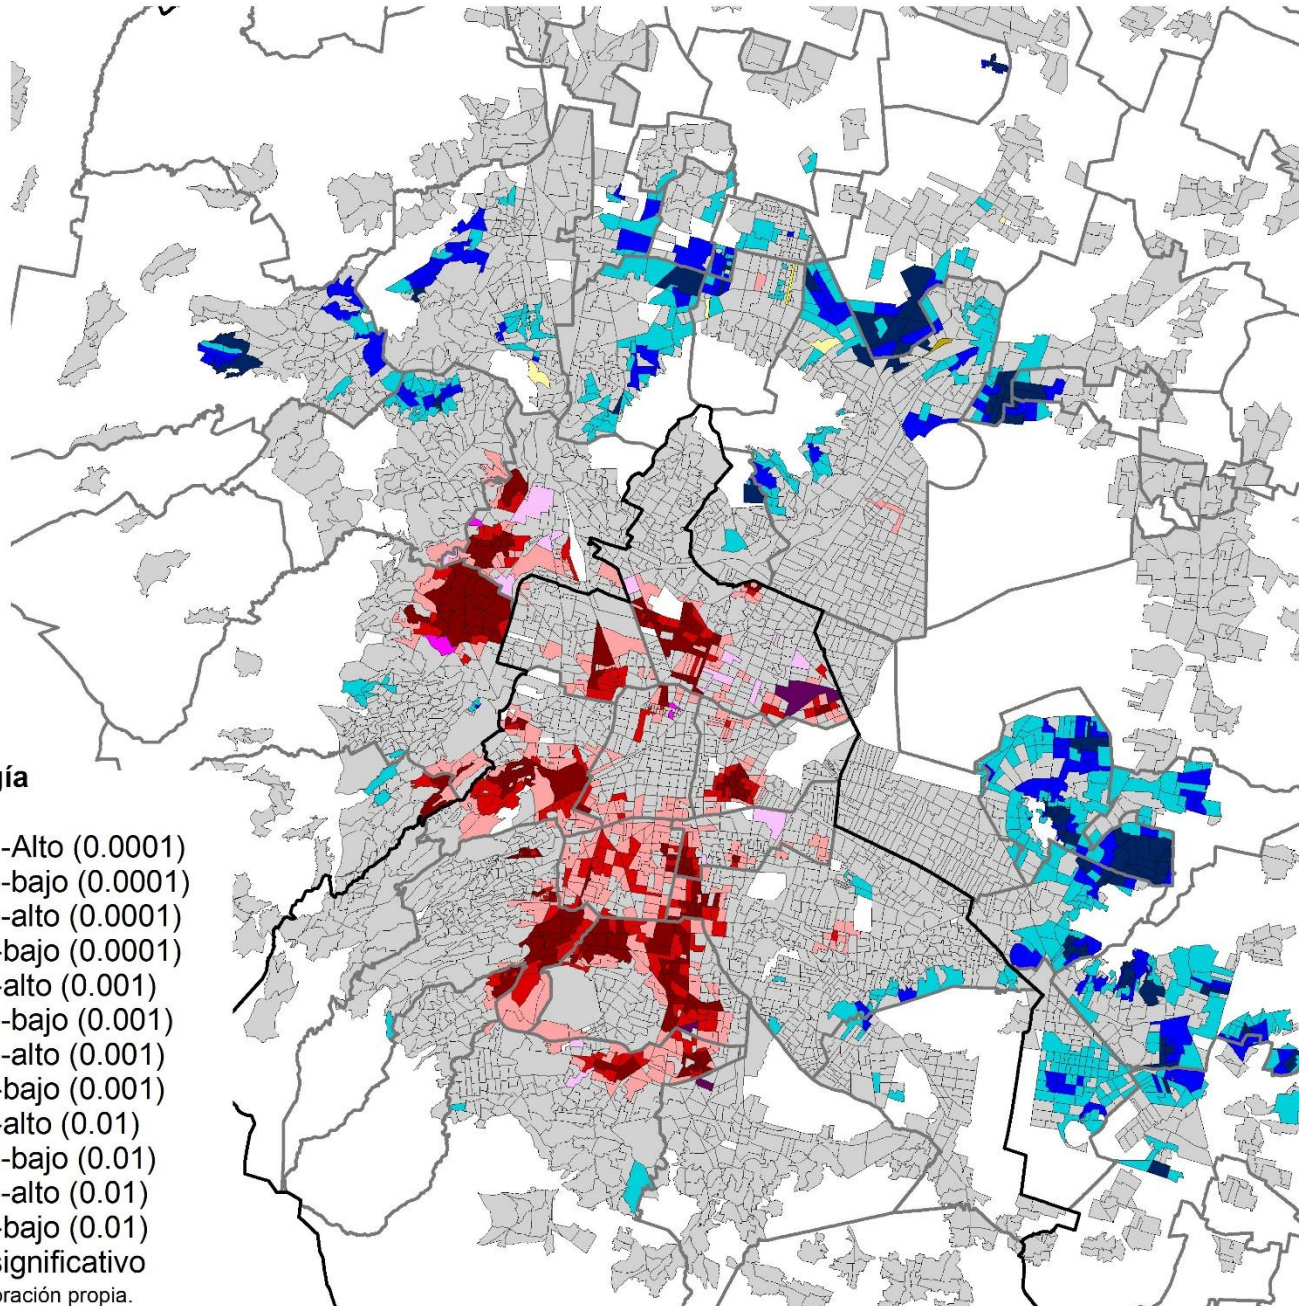 gía
-Alto (0.0001)
-bajo (0.0001)
-alto (0.0001)
-bajo (0.0001)
-alto (0.001)
-bajo (0.001)
-alto (0.001)
-bajo (0.001)
-alto (0.01)
-bajo (0.01)
-alto (0.01)
-bajo (0.01)
significativo
oración propia.